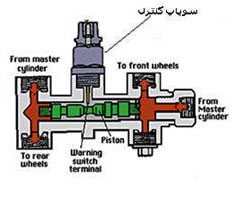 سوپاپ کنترل
From master
cylinder
To front wheels
From
Master
cylinder
To rear
wheels
Warning
switch
terminal
Piston